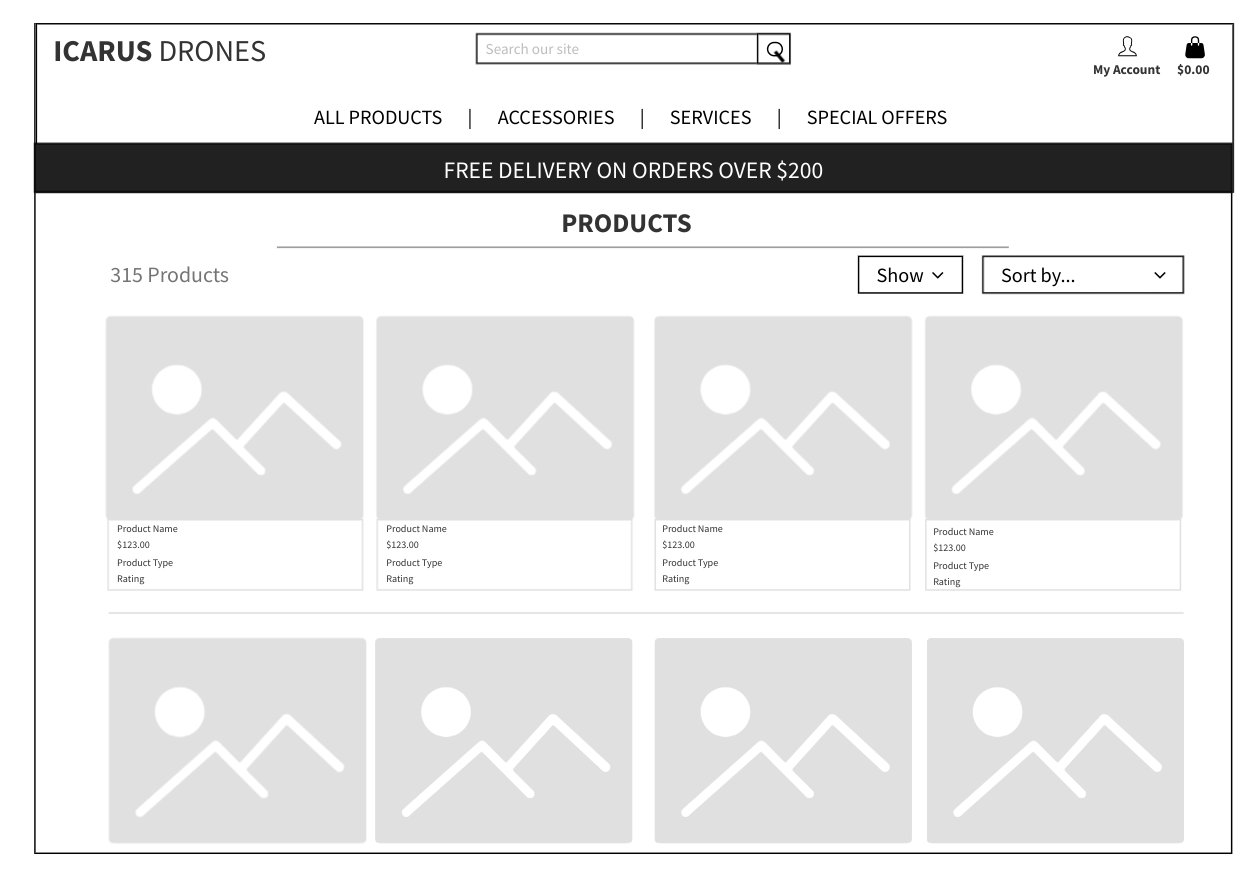 ICARUS DRONES
Search our site
My Account
$0.00
ALL PRODUCTS | ACCESSORIES | SERVICES | SPECIAL OFFERS
FREE DELIVERY ON ORDERS OVER $200
PRODUCTS
315 Products
Show
Sort by...
Product Name
$123.00
Product Type
Rating
Product Name
$123.00
Product Type
Rating
Product Name
$123.00
Product Type
Rating
Product Name
$123.00
Product Type
Rating